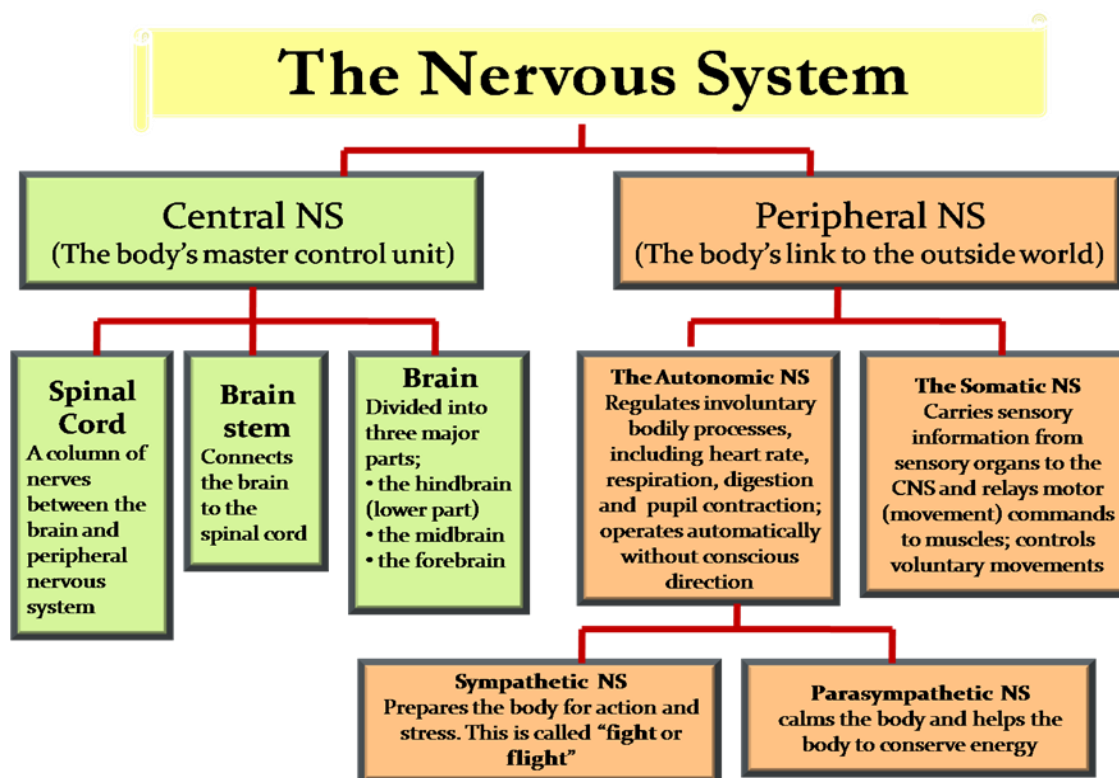 The Nervous System
Central NS
(The body's master control unit)
Peripheral NS
(The body's link to the outside world)
Spinal
Cord
A column of
nerves
between the
brain and
peripheral
nervous
system
Brain
stem
Connects
the brain
to the
spinal cord
Brain
Divided into
three major
parts;
• the hindbrain
(lower part)
• the midbrain
• the forebrain
The Autonomic NS
Regulates involuntary
bodily processes,
including heart rate,
respiration, digestion
and pupil contraction;
operates automatically
without conscious
direction
The Somatic NS
Carries sensory
information from
sensory organs to the
CNS and relays motor
(movement) commands
to muscles; controls
voluntary movements
Sympathetic NS
Prepares the body for action and
stress. This is called "fight or
flight"
Parasympathetic NS
calms the body and helps the
body to conserve energy